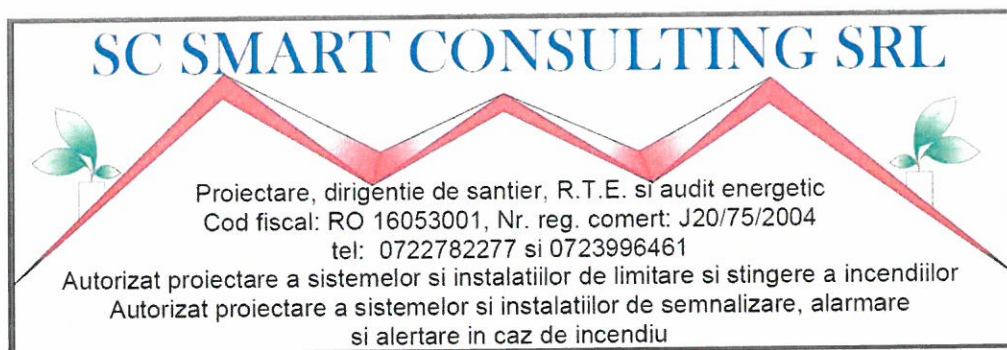 SC SMART CONSULTING SRL
Proiectare, dirigentie de santier, R.T.E. si audit energetic
Cod fiscal: RO 16053001, Nr. reg. comert: J20/75/2004
tel: 0722782277 si 0723996461
Autorizat proiectare a sistemelor si instalatiilor de limitare si stingere a incendiilor
Autorizat proiectare a sistemelor si instalatiilor de semnalizare, alarmare
si alertare in caz de incendiu